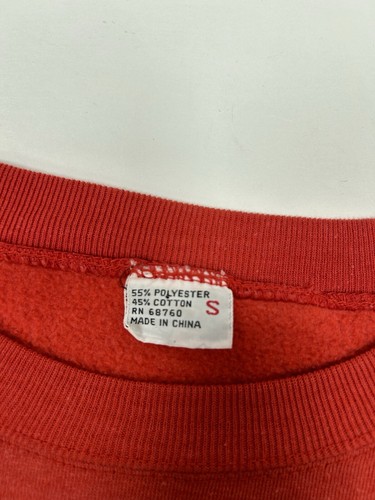 55% POLYESTER
45% COTTON S
RN 68760
MADE IN CHINA